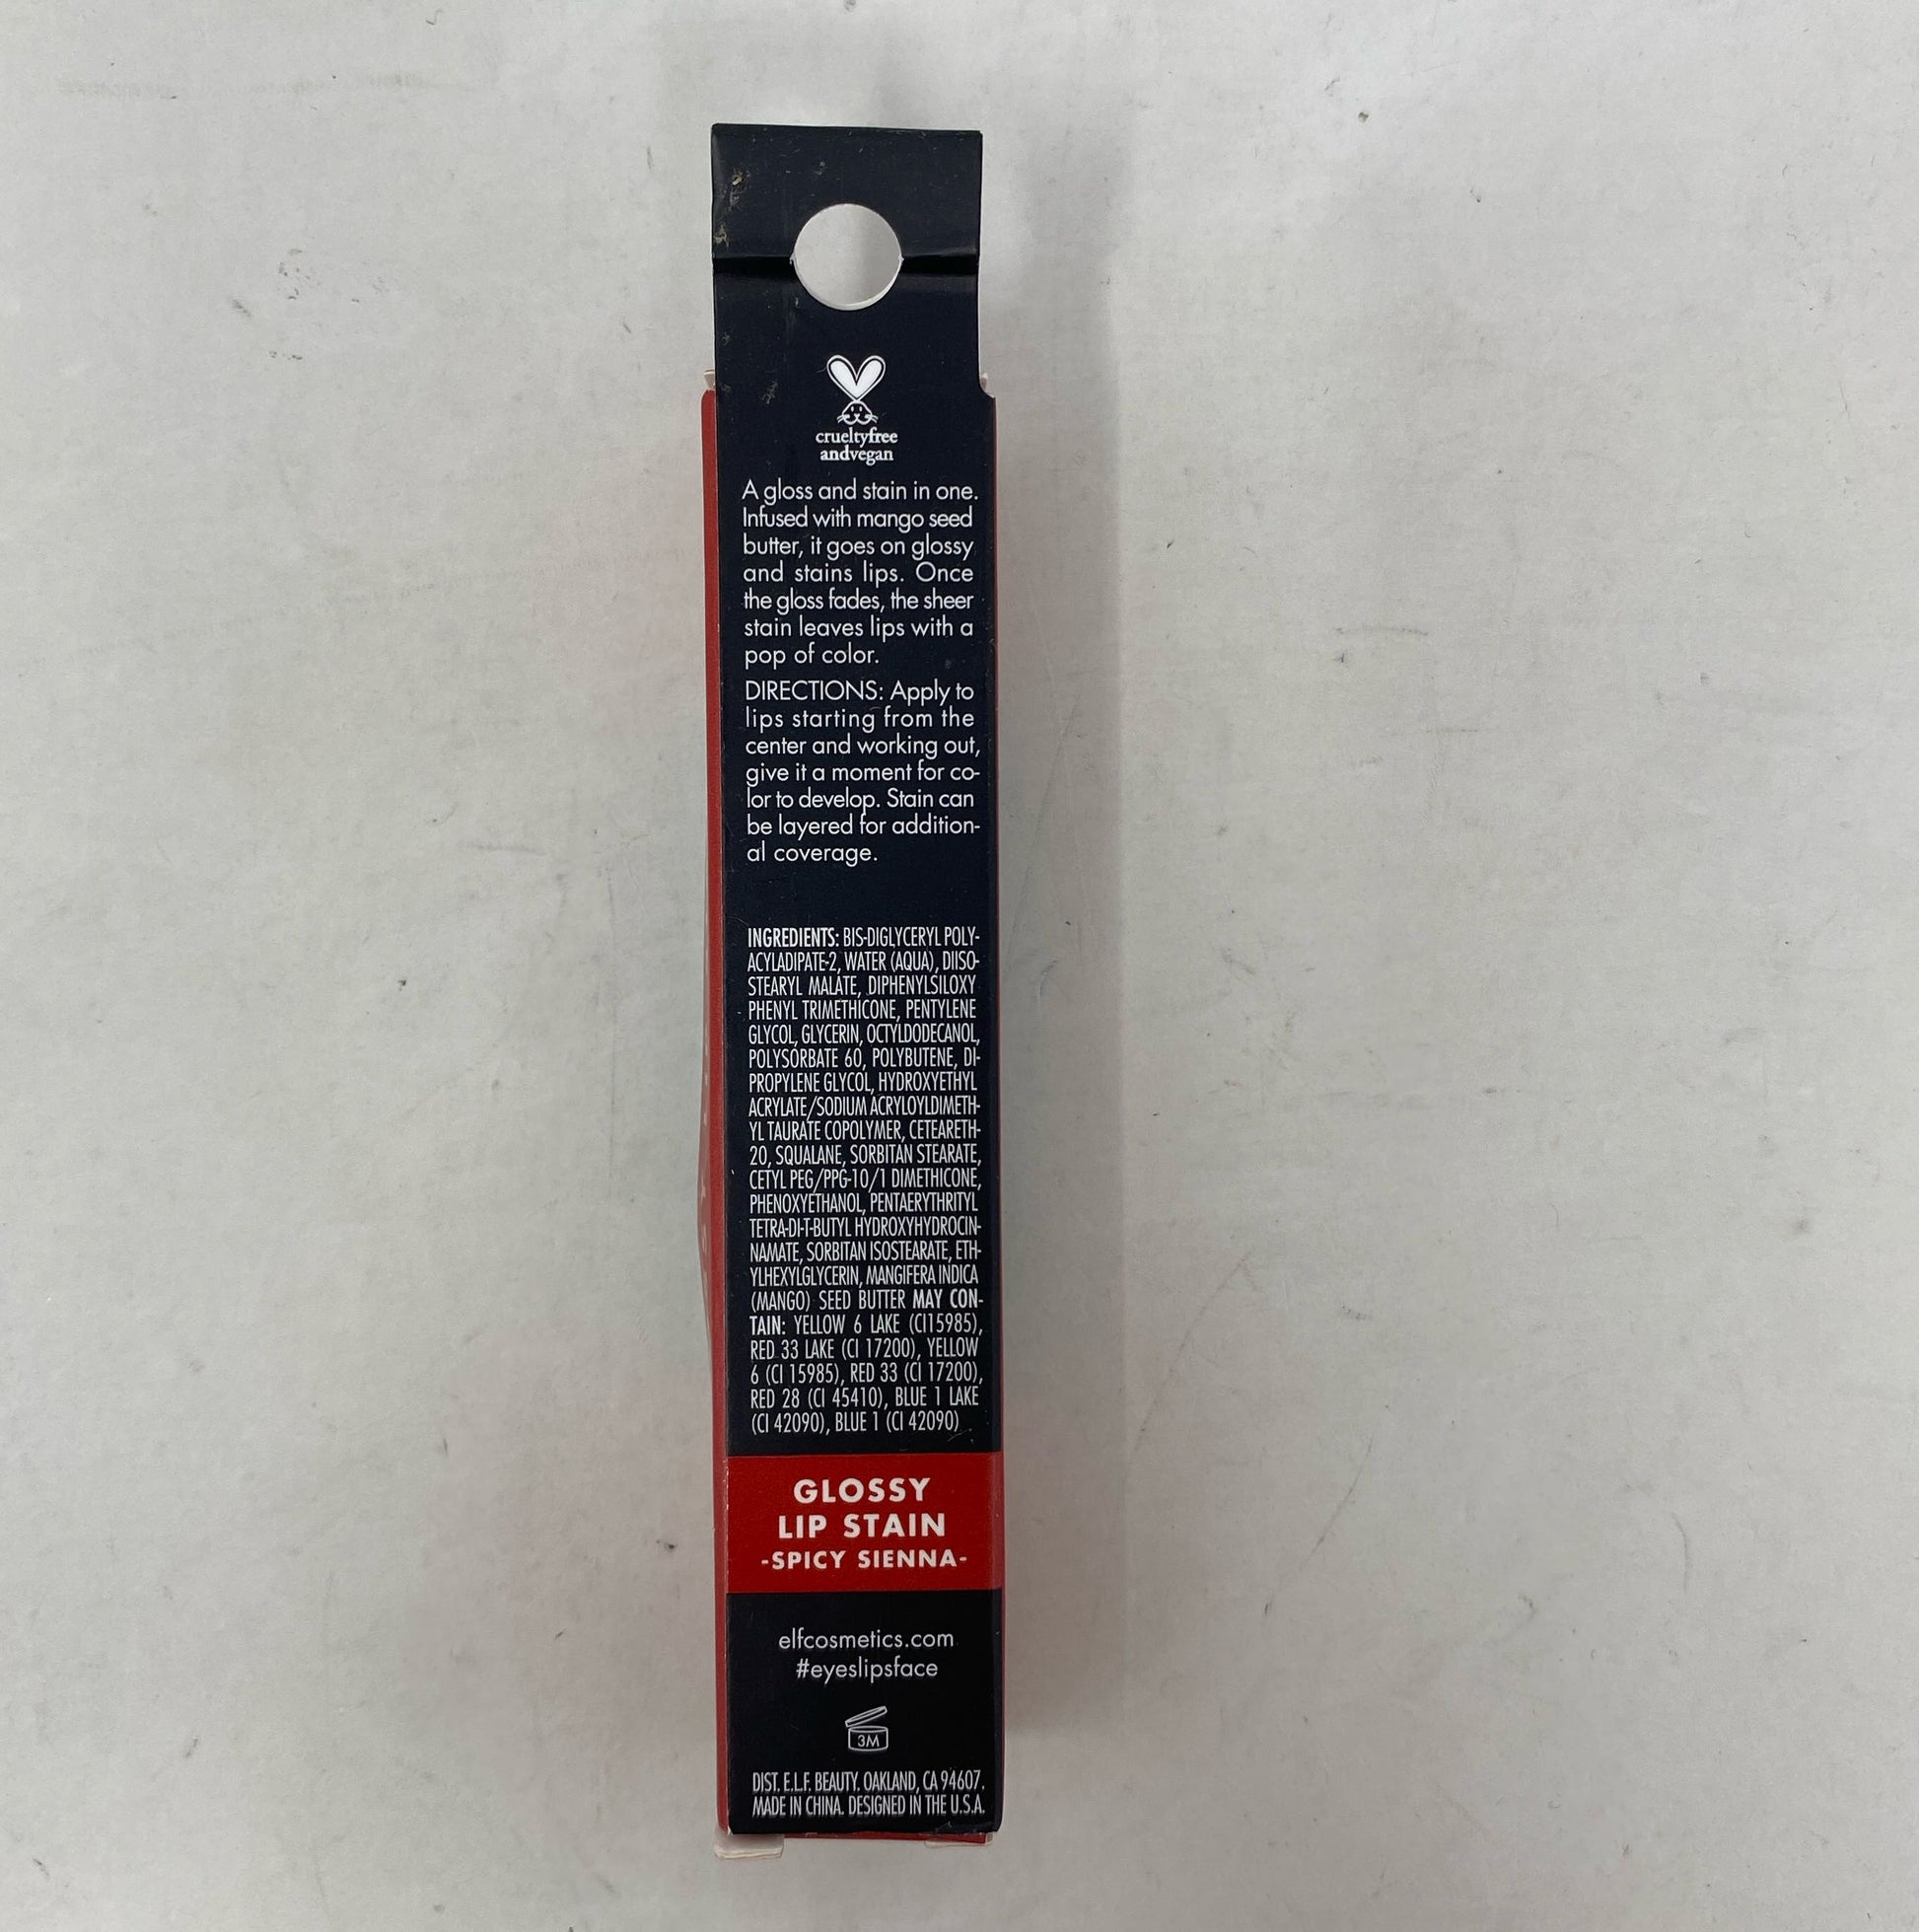 crueltyfree
andvegan
A gloss and stain in one.
Infused with mango seed
butter, it goes on glossy
and stains lips. Once
the gloss fades, the sheer
stain leaves lips with a
pop of color.
DIRECTIONS: Apply to
lips starting from the
center and working out,
give it a moment for co-
lor to develop. Stain can
be layered for addition-
al coverage.
INGREDIENTS: BIS-DIGLYCERYL POLY-
ACYLADIPATE-2, WATER (AQUA), DIISO-
STEARYL MALATE, DIPHENYLSILOXY
PHENYL TRIMETHICONE, PENTYLENE
GLYCOL, GLYCERIN, OCTYLDODECANOL,
POLYSORBATE 60, POLYBUTENE, DI-
PROPYLENE GLYCOL, HYDROXYETHYL
ACRYLATE/SODIUM ACRYLOYLDIMETH-
YL TAURATE COPOLYMER, CETEARETH-
20, SQUALANE, SORBITAN STEARATE,
CETYL PEG/PPG-10/1 DIMETHICONE,
PHENOXYETHANOL, PENTAERYTHRITYL
TETRA-DI-T-BUTYL HYDROXYHYDROCIN-
NAMATE, SORBITAN ISOSTEARATE, ETH-
YLHEXYLGLYCERIN, MANGIFERA INDICA
(MANGO) SEED BUTTER MAY CON-
TAIN: YELLOW 6 LAKE (CI15985),
RED 33 LAKE (CI 17200), YELLOW
6 (CI 15985), RED 33 (CI 17200),
RED 28 (CI 45410), BLUE 1 LAKE
(CI 42090), BLUE 1 (CI 42090)
GLOSSY
LIP STAIN
-SPICY SIENNA-
elfcosmetics.com
#eyeslipsface
3M
DIST. E.L.F. BEAUTY. OAKLAND, CA 94607.
MADE IN CHINA. DESIGNED IN THE U.S.A.